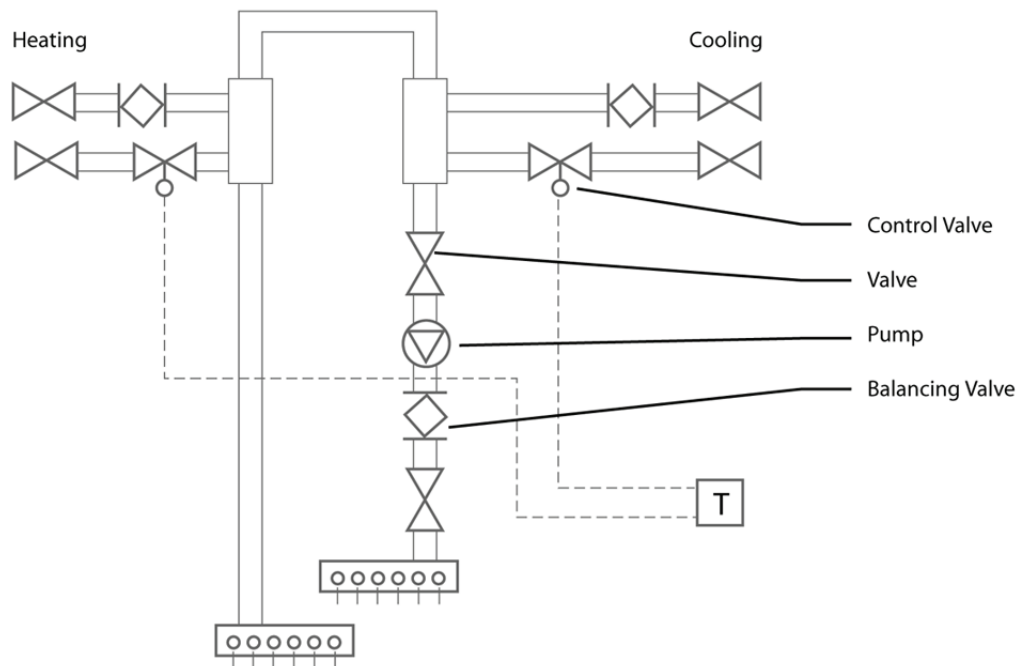 Heating
Cooling
Control Valve
Valve
Pump
Balancing Valve
T